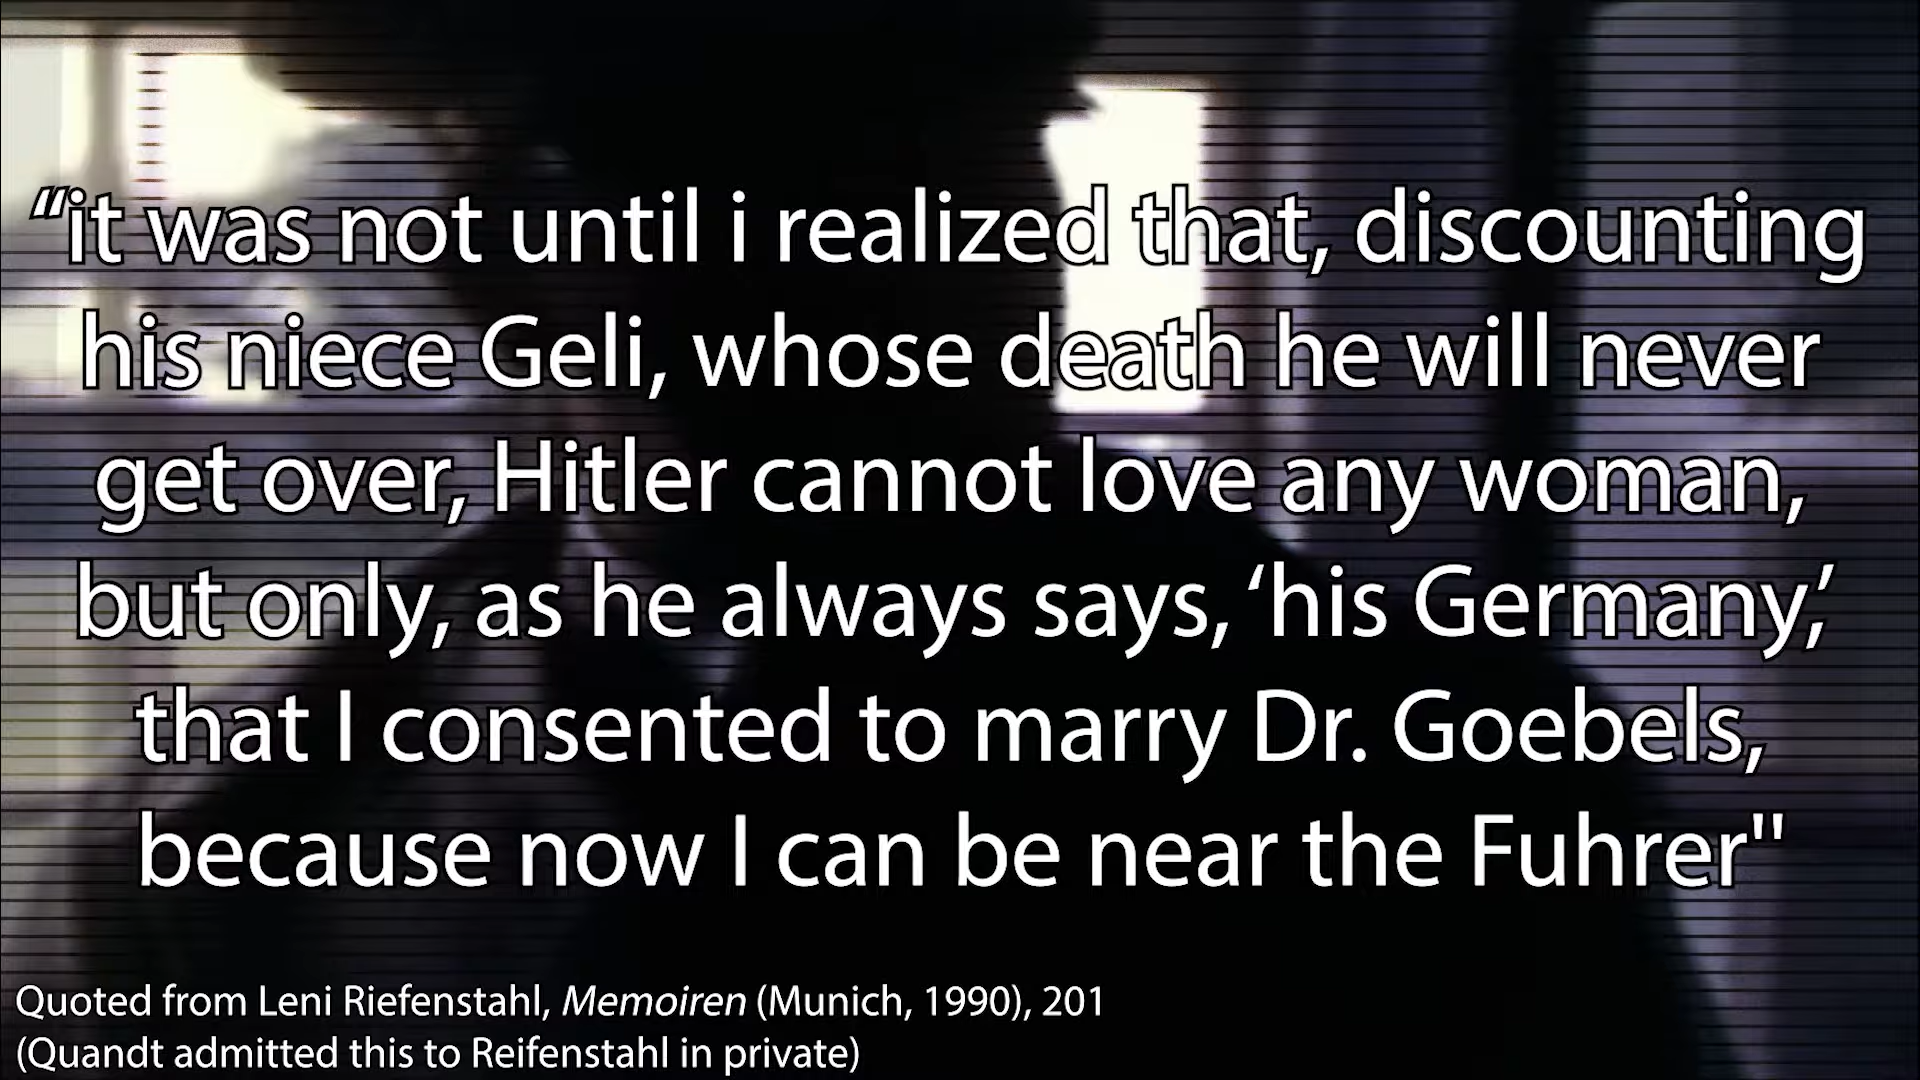 “it was not until i realized that, discounting
his niece Geli, whose death he will never
get over, Hitler cannot love any woman,
but only, as he always says, ‘his Germany,’
that I consented to marry Dr. Goebels,
because now I can be near the Fuhrer"
Quoted from Leni Riefenstahl, Memoiren (Munich, 1990), 201
(Quandt admitted this to Reifenstahl in private)